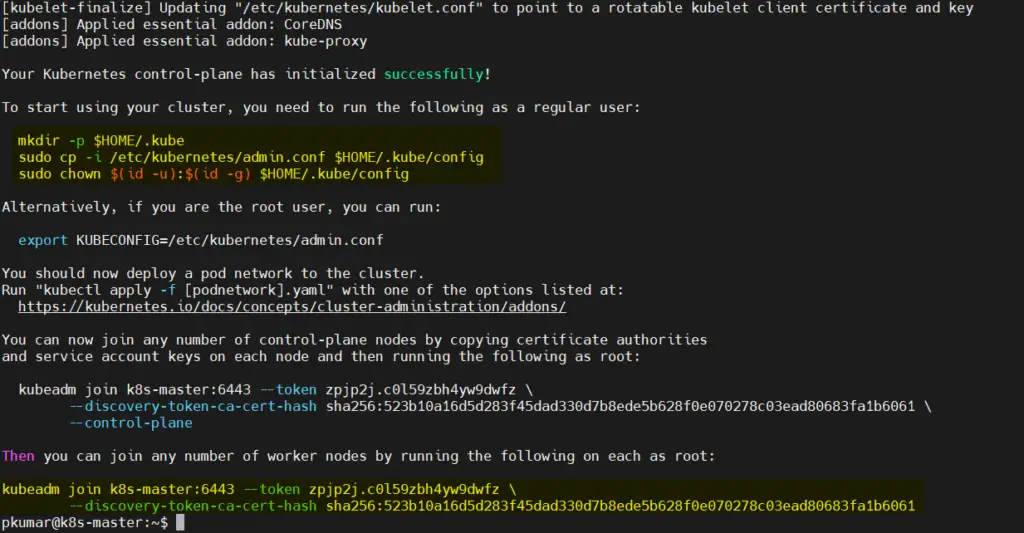 [kubelet-finalize] Updating "/etc/kubernetes/kubelet.conf" to point to a rotatable kubelet client certificate and key
[addons] Applied essential addon: CoreDNS
[addons] Applied essential addon: kube-proxy
Your Kubernetes control-plane has initialized successfully!
To start using your cluster, you need to run the following as a regular user:
mkdir -p $HOME/.kube
sudo cp -i /etc/kubernetes/admin.conf $HOME/.kube/config
sudo chown $(id -u):$(id -g) $HOME/.kube/config
Alternatively, if you are the root user, you can run:
export KUBECONFIG=/etc/kubernetes/admin.conf
You should now deploy a pod network to the cluster.
Run "kubectl apply -f [podnetwork].yaml" with one of the options listed at:
https://kubernetes.io/docs/concepts/cluster-administration/addons/
You can now join any number of control-plane nodes by copying certificate authorities
and service account keys on each node and then running the following as root:
kubeadm join k8s-master:6443 --token zpjp2j.c0l59zbh4yw9dwfz \
--discovery-token-ca-cert-hash sha256:523b10a16d5d283f45dad330d7b8ede5b628f0e070278c03ead80683fa1b6061 \
--control-plane
Then you can join any number of worker nodes by running the following on each as root:
kubeadm join k8s-master:6443 --token zpjp2j.c0l59zbh4yw9dwfz \
--discovery-token-ca-cert-hash sha256:523b10a16d5d283f45dad330d7b8ede5b628f0e070278c03ead80683fa1b6061
pkumar@k8s-master:~$